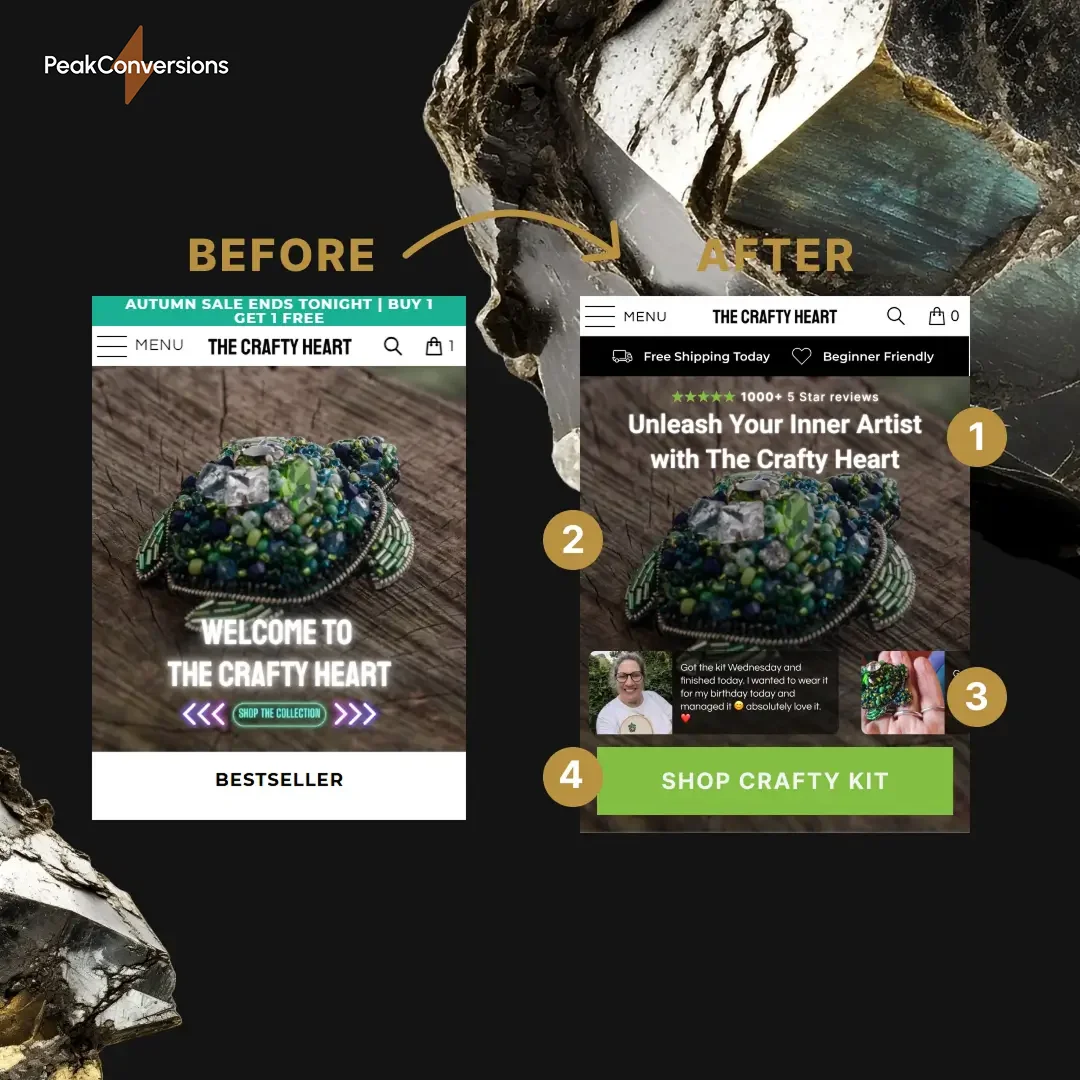 PeakConversions
BEFORE
AFTER
AUTUMN SALE ENDS TONIGHT | BUY 1
GET 1 FREE
MENU
THE CRAFTY HEART
1
WELCOME TO
THE CRAFTY HEART
SHOP THE COLLECTION
BESTSELLER
MENU
THE CRAFTY HEART
0
Free Shipping Today
Beginner Friendly
★★★★★ 1000+ 5 Star reviews
Unleash Your Inner Artist
with The Crafty Heart
1
2
Got the kit Wednesday and
finished today, I wanted to wear it
for my birthday today and
managed it 😊 absolutely love it.
❤️
3
4
SHOP CRAFTY KIT